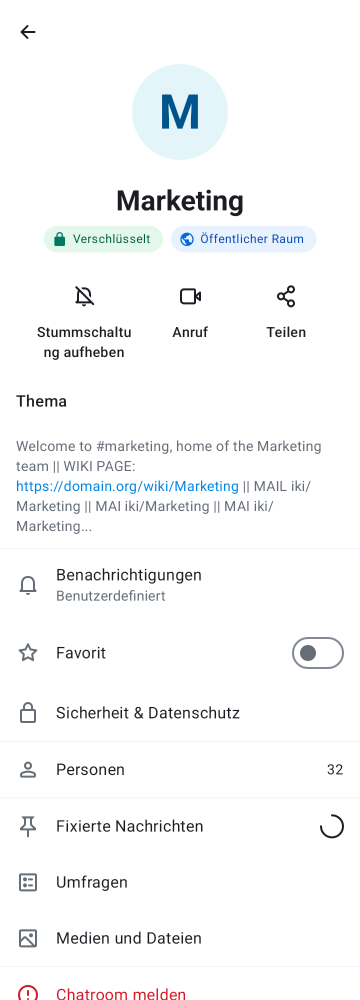 M
Marketing
Verschlüsselt
Öffentlicher Raum
Stummschaltu
ng aufheben
Anruf
Teilen
Thema
Welcome to #marketing, home of the Marketing
team || WIKI PAGE:
https://domain.org/wiki/Marketing || MAIL iki/
Marketing || MAI iki/Marketing || MAI iki/
Marketing...
Benachrichtigungen
Benutzerdefiniert
Favorit
Sicherheit & Datenschutz
Personen 32
Fixierte Nachrichten
Umfragen
Medien und Dateien
Chatroom melden